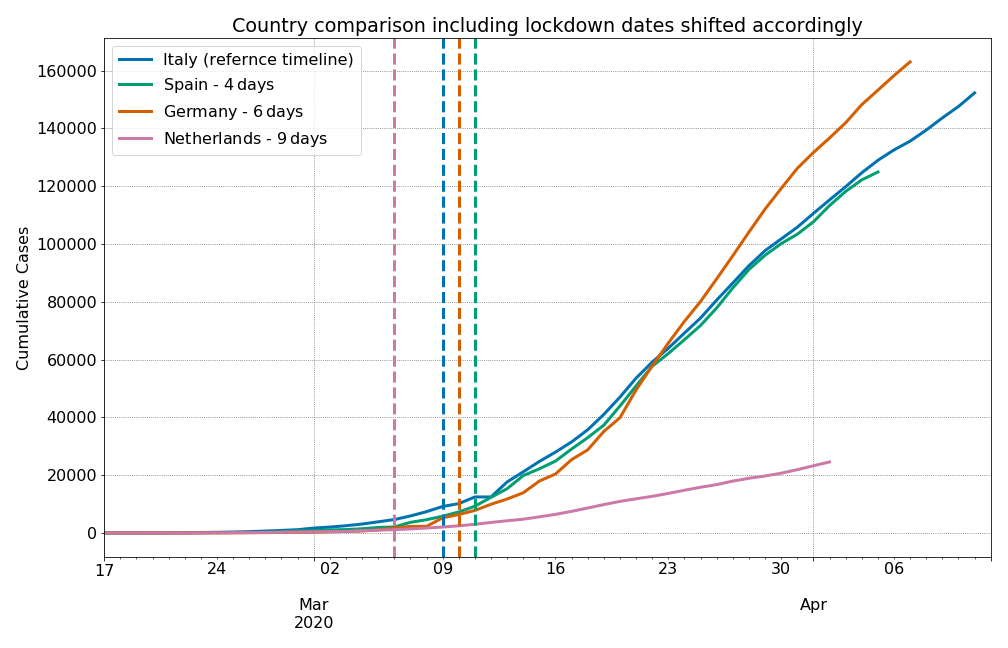 Country comparison including lockdown dates shifted accordingly
Italy (refernce timeline)
Spain - 4 days
Germany - 6 days
Netherlands - 9 days
Cumulative Cases
160000
140000
120000
100000
80000
60000
40000
20000
0
17 24 02 09 16 23 30 06
Mar Apr
2020